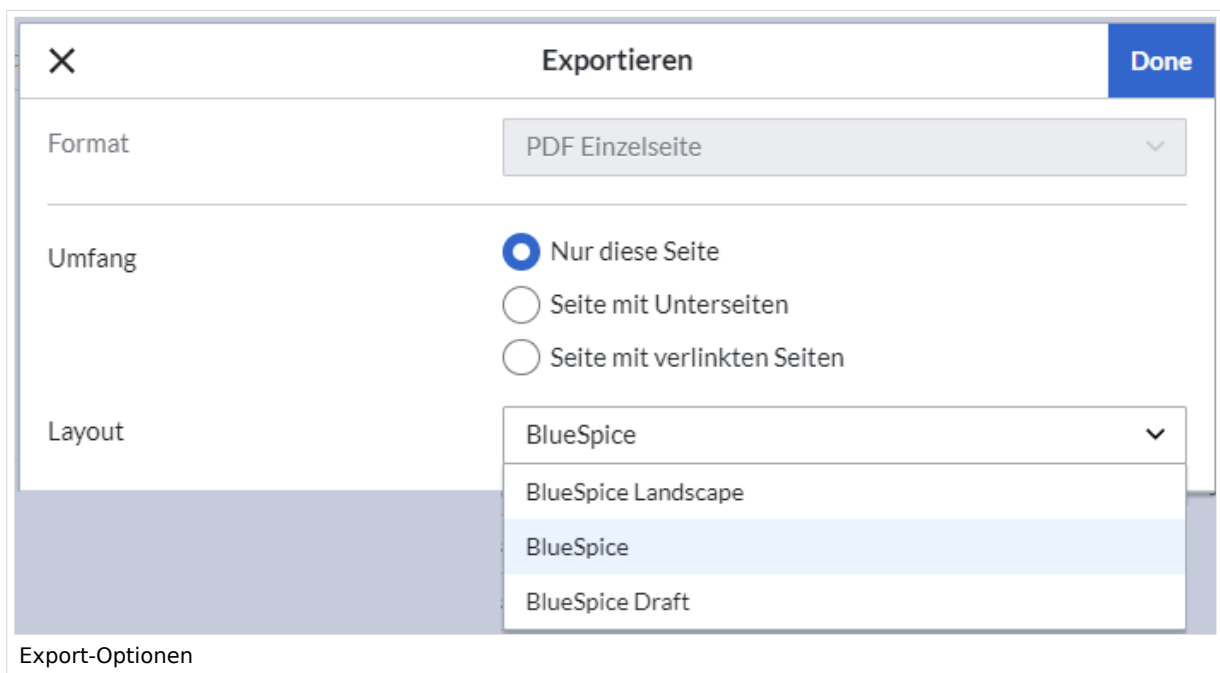 Exportieren
Done
Format
PDF Einzelseite
Umfang
Nur diese Seite
Seite mit Unterseiten
Seite mit verlinkten Seiten
Layout
BlueSpice
BlueSpice Landscape
BlueSpice
BlueSpice Draft
Export-Optionen